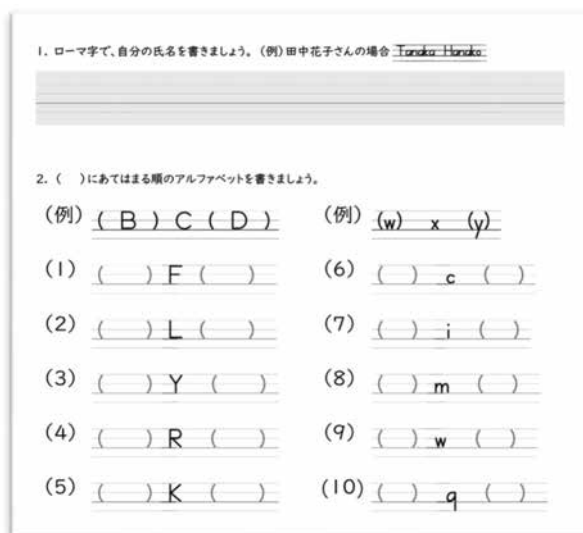 1. ローマ字で、自分の氏名を書きましょう。(例)田中花子さんの場合 Tanaka Hanako
2. ( )にあてはまる順のアルファベットを書きましょう。
(例) ( B ) C ( D ) (例) (w) x (y)
(1) ( ) F ( ) (6) ( ) c ( )
(2) ( ) L ( ) (7) ( ) i ( )
(3) ( ) Y ( ) (8) ( ) m ( )
(4) ( ) R ( ) (9) ( ) w ( )
(5) ( ) K ( ) (10) ( ) q ( )